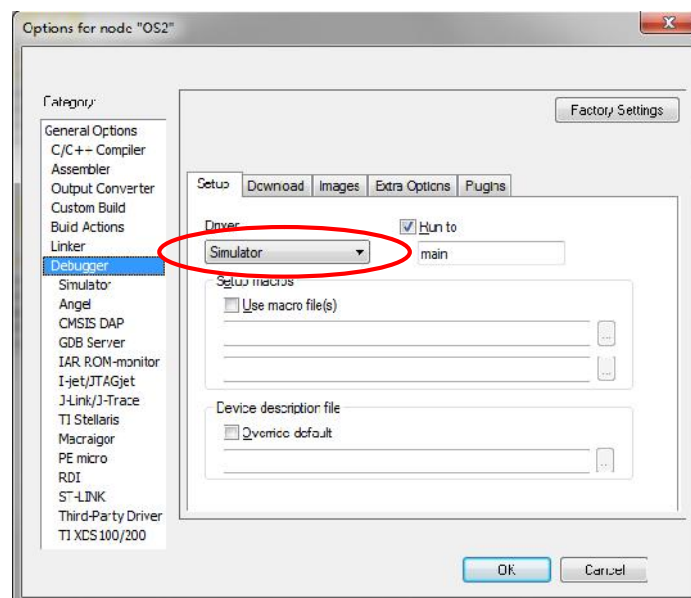 Options for node "OS2"
Category:
Factory Settings
General Options
C/C++ Compiler
Assembler
Output Converter
Custom Build
Build Actions
Linker
Debugger
Simulator
Angel
CMSIS DAP
GDB Server
IAR ROM-monitor
I-jet/JTAGjet
J-Link/J-Trace
TI Stellaris
Macraigor
PE micro
RDI
ST-LINK
Third-Party Driver
TI XDS100/200
Setup Download Images Extra Options Plugins
Driver
Run to
Simulator
main
Setup macros
Use macro file(s)
...
...
Device description file
Override default
...
OK Cancel